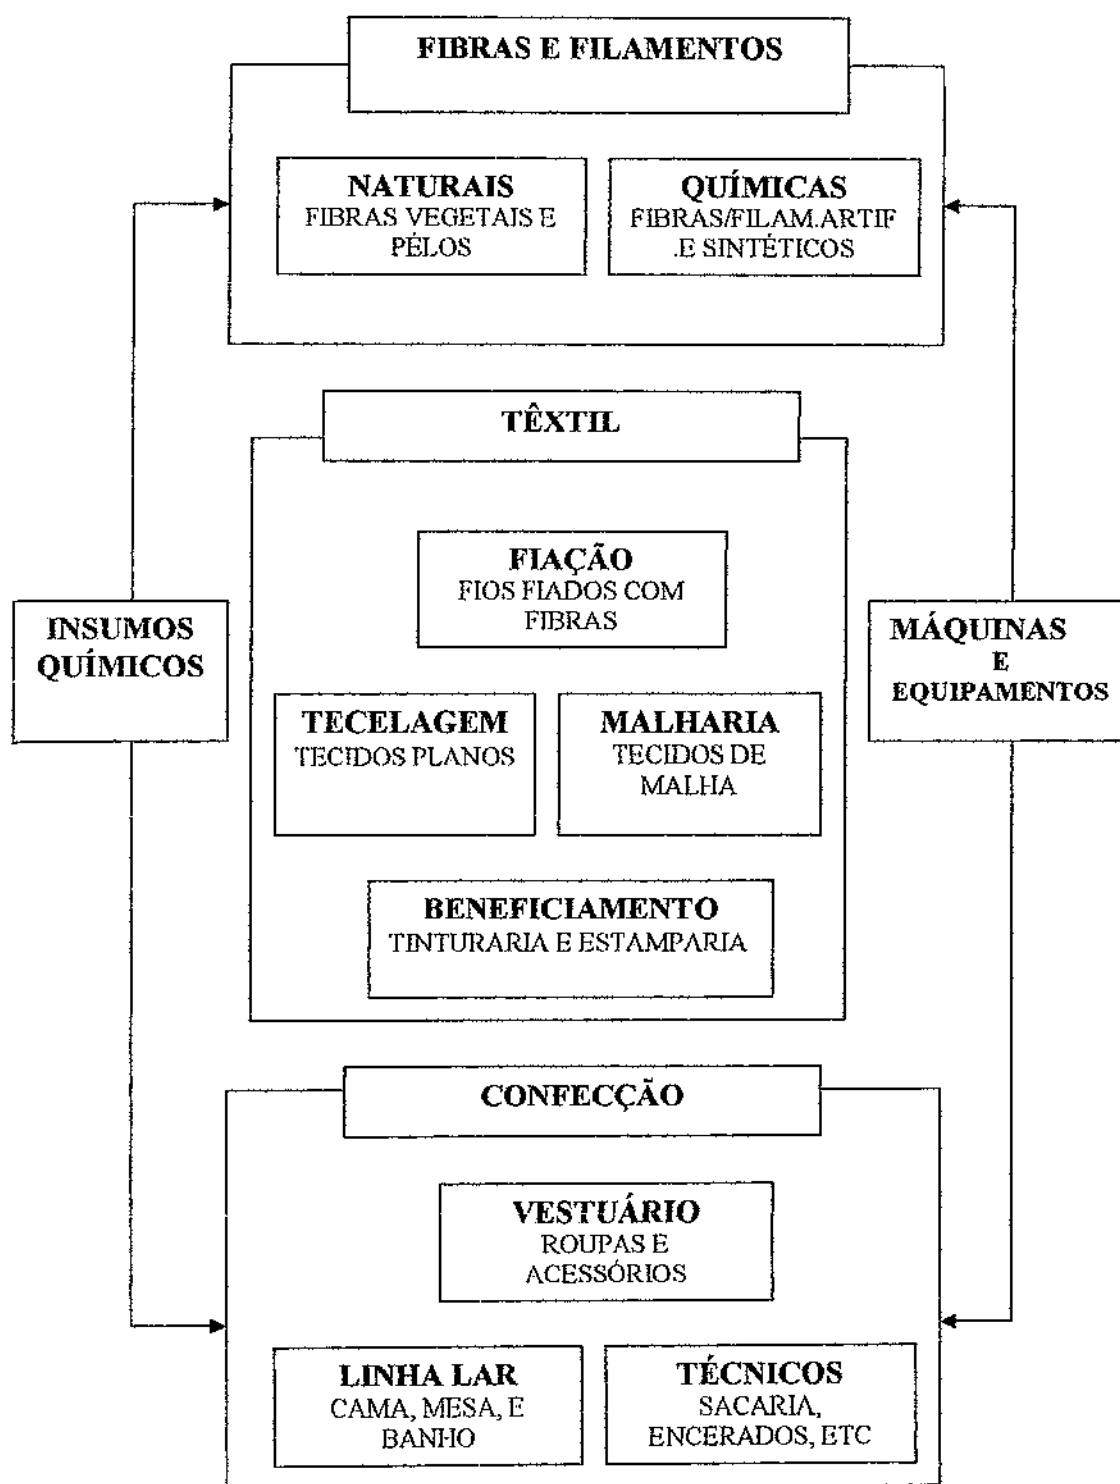 FIBRAS E FILAMENTOS
NATURAIS
FIBRAS VEGETAIS E
PÉLOS
QUÍMICAS
FIBRAS/FILAM.ARTIF
.E SINTÉTICOS
TÊXTIL
FIAÇÃO
FIOS FIADOS COM
FIBRAS
INSUMOS
QUÍMICOS
MÁQUINAS
E
EQUIPAMENTOS
TECELAGEM
TECIDOS PLANOS
MALHARIA
TECIDOS DE
MALHA
BENEFICIAMENTO
TINTURARIA E ESTAMPARIA
CONFECÇÃO
VESTUÁRIO
ROUPAS E
ACESSÓRIOS
LINHA LAR
CAMA, MESA, E
BANHO
TÉCNICOS
SACARIA,
ENCERADOS, ETC